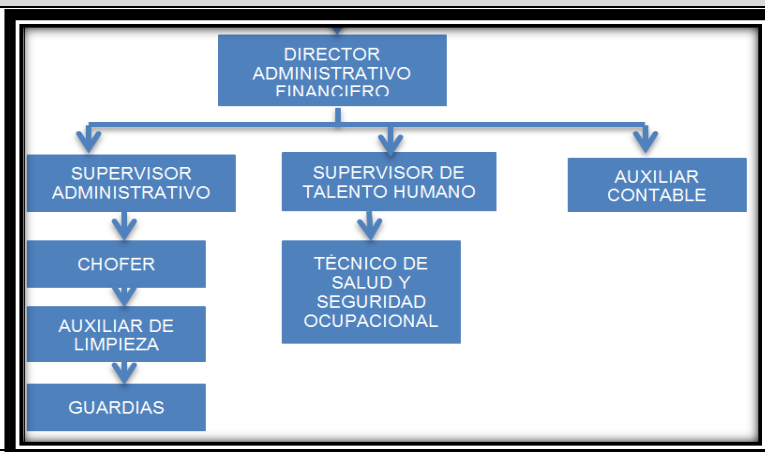 DIRECTOR
ADMINISTRATIVO
FINANCIERO
SUPERVISOR
ADMINISTRATIVO
SUPERVISOR DE
TALENTO HUMANO
AUXILIAR
CONTABLE
CHOFER
TÉCNICO DE
SALUD Y
SEGURIDAD
OCUPACIONAL
AUXILIAR DE
LIMPIEZA
GUARDIAS